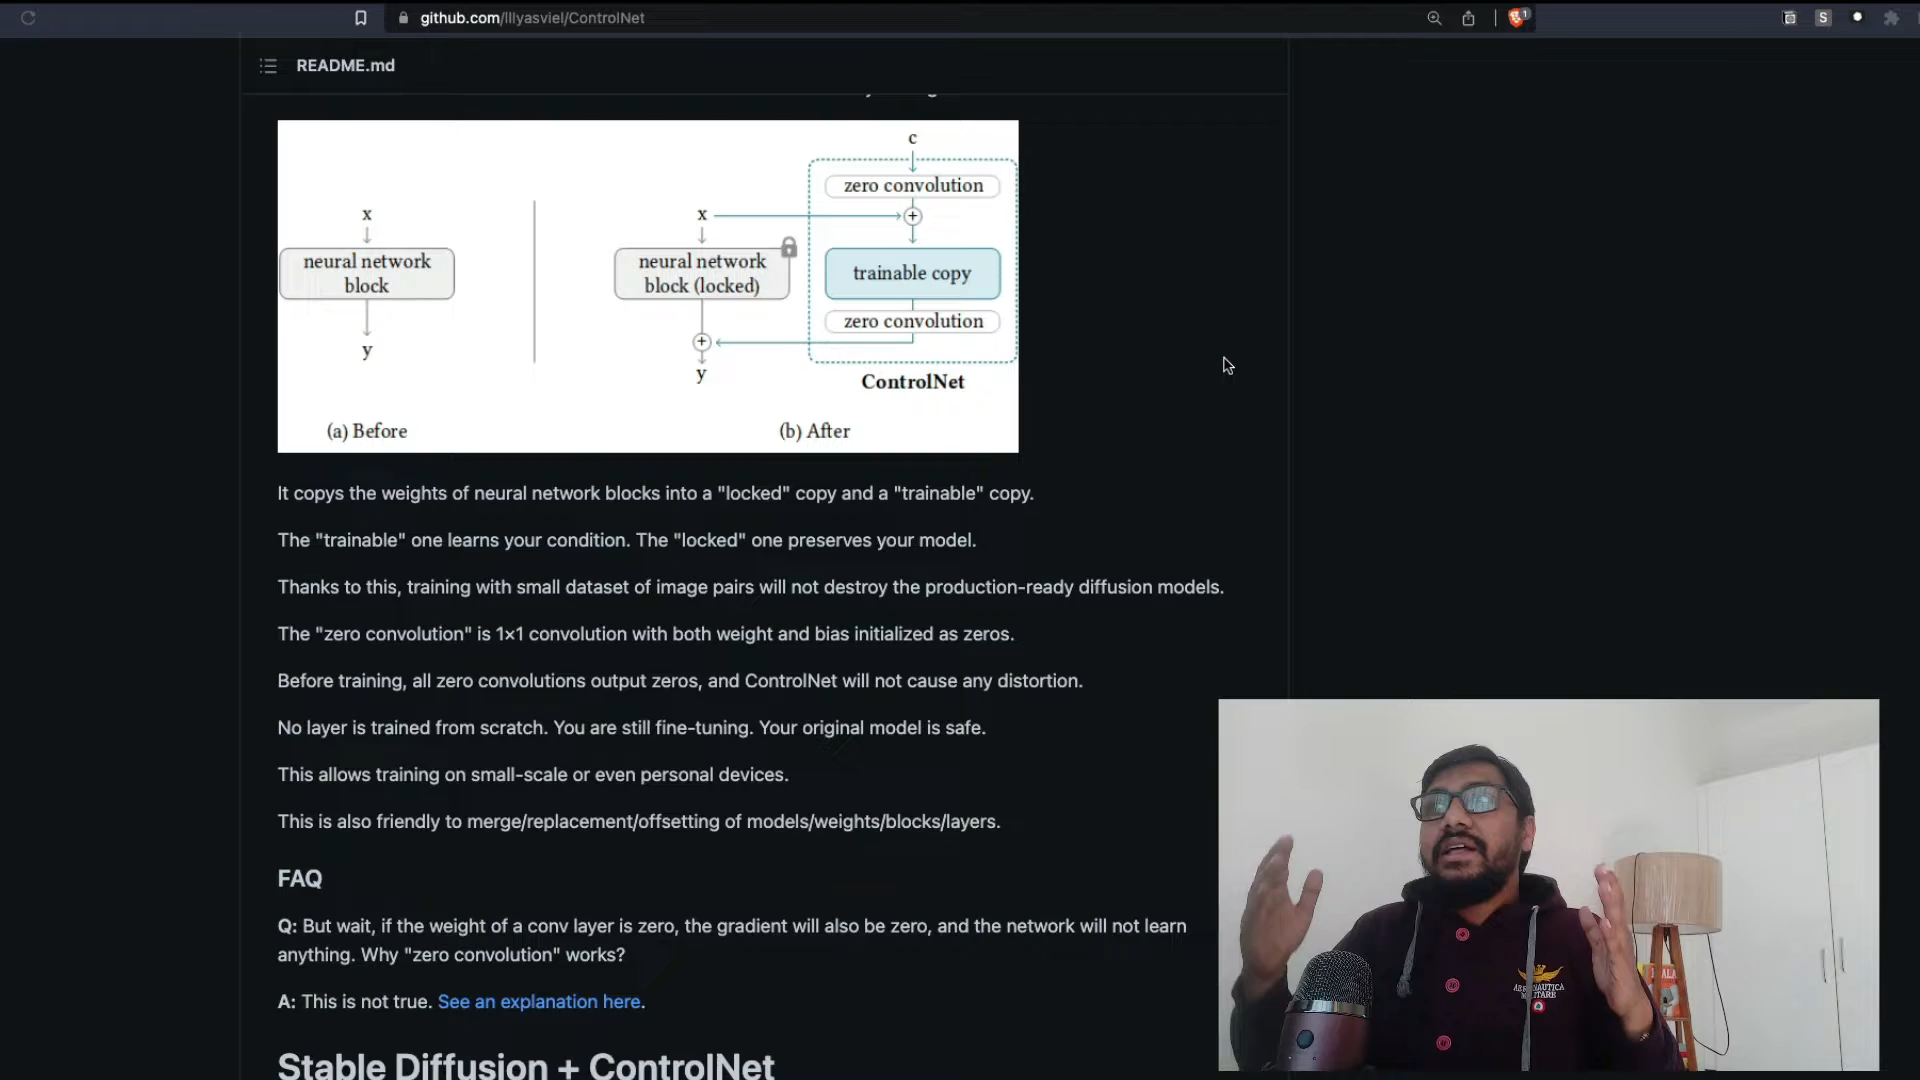 github.com/lllyasviel/ControlNet
1
S
README.md
c
zero convolution
+
x
x
neural network
block
neural network
block (locked)
trainable copy
zero convolution
+
y
y
ControlNet
(a) Before
(b) After
It copys the weights of neural network blocks into a "locked" copy and a "trainable" copy.
The "trainable" one learns your condition. The "locked" one preserves your model.
Thanks to this, training with small dataset of image pairs will not destroy the production-ready diffusion models.
The "zero convolution" is 1×1 convolution with both weight and bias initialized as zeros.
Before training, all zero convolutions output zeros, and ControlNet will not cause any distortion.
No layer is trained from scratch. You are still fine-tuning. Your original model is safe.
This allows training on small-scale or even personal devices.
This is also friendly to merge/replacement/offsetting of models/weights/blocks/layers.
FAQ
Q: But wait, if the weight of a conv layer is zero, the gradient will also be zero, and the network will not learn
anything. Why "zero convolution" works?
A: This is not true. See an explanation here.
Stable Diffusion + ControlNet
AERONAUTICA
MILITARE